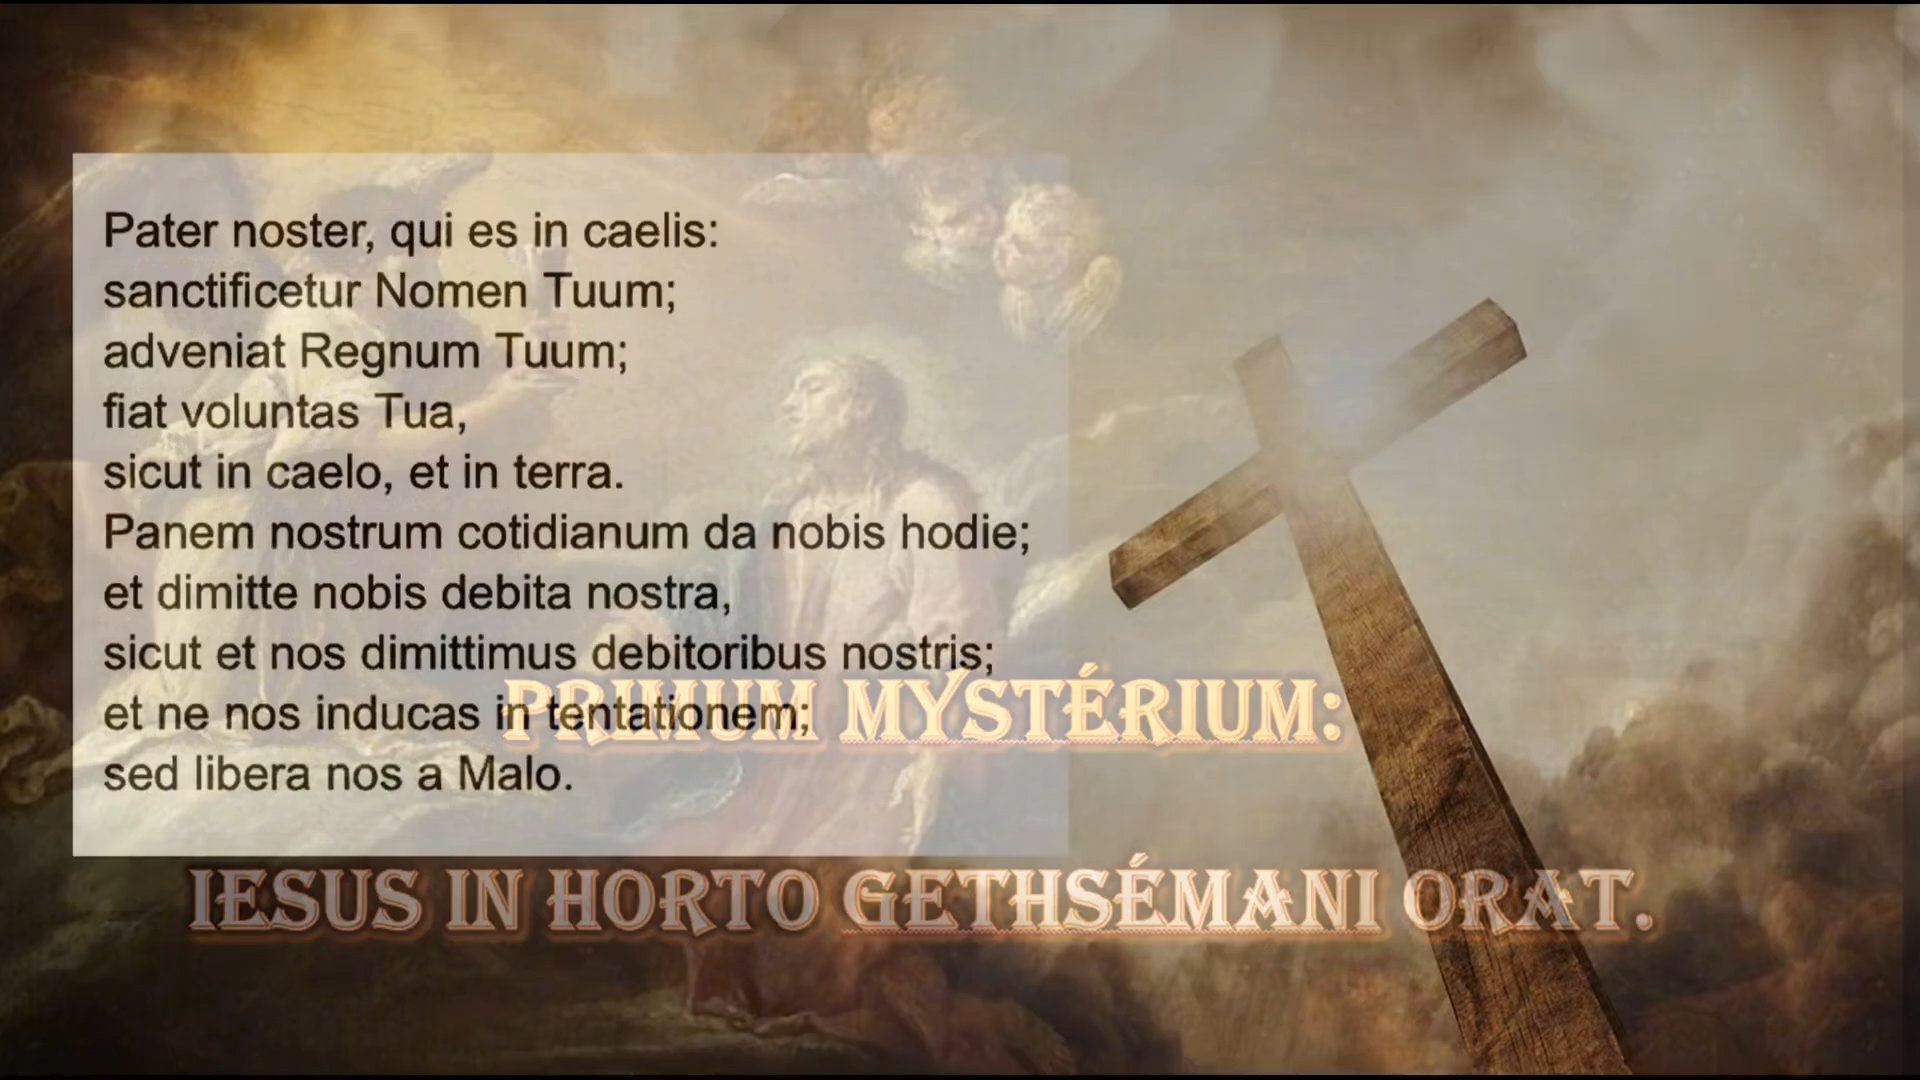 Pater noster, qui es in caelis:
sanctificetur Nomen Tuum;
adveniat Regnum Tuum;
fiat voluntas Tua,
sicut in caelo, et in terra.
Panem nostrum cotidianum da nobis hodie;
et dimitte nobis debita nostra,
sicut et nos dimittimus debitoribus nostris;
et ne nos inducas in tentationem;
sed libera nos a Malo.
PRIMUM MYSTÉRIUM:
IESUS IN HORTO GETHSÉMANI ORAT.